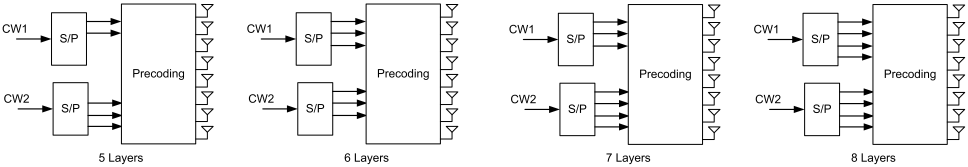 CW1
S/P
Precoding
CW2
S/P
5 Layers
CW1
S/P
Precoding
CW2
S/P
6 Layers
CW1
S/P
Precoding
CW2
S/P
7 Layers
CW1
S/P
Precoding
CW2
S/P
8 Layers